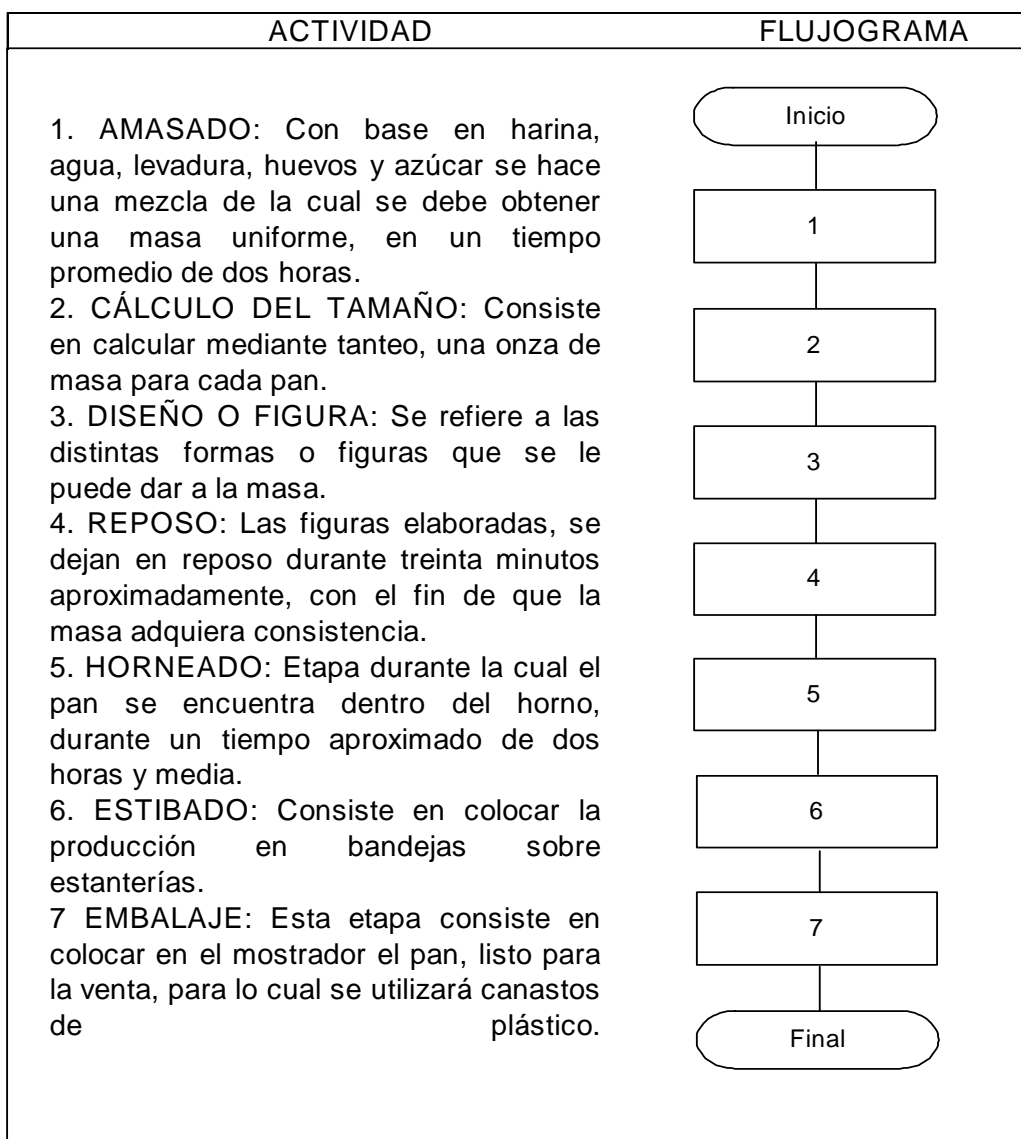 ACTIVIDAD
FLUJOGRAMA
1. AMASADO: Con base en harina,
agua, levadura, huevos y azúcar se hace
una mezcla de la cual se debe obtener
una masa uniforme, en un tiempo
promedio de dos horas.
2. CÁLCULO DEL TAMAÑO: Consiste
en calcular mediante tanteo, una onza de
masa para cada pan.
3. DISEÑO O FIGURA: Se refiere a las
distintas formas o figuras que se le
puede dar a la masa.
4. REPOSO: Las figuras elaboradas, se
dejan en reposo durante treinta minutos
aproximadamente, con el fin de que la
masa adquiera consistencia.
5. HORNEADO: Etapa durante la cual el
pan se encuentra dentro del horno,
durante un tiempo aproximado de dos
horas y media.
6. ESTIBADO: Consiste en colocar la
producción en bandejas sobre
estanterías.
7 EMBALAJE: Esta etapa consiste en
colocar en el mostrador el pan, listo para
la venta, para lo cual se utilizará canastos
de plástico.
Inicio
1
2
3
4
5
6
7
Final